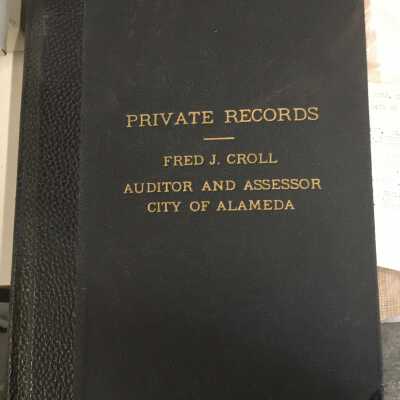 PRIVATE RECORDS
FRED J. CROLL
AUDITOR AND ASSESSOR
CITY OF ALAMEDA